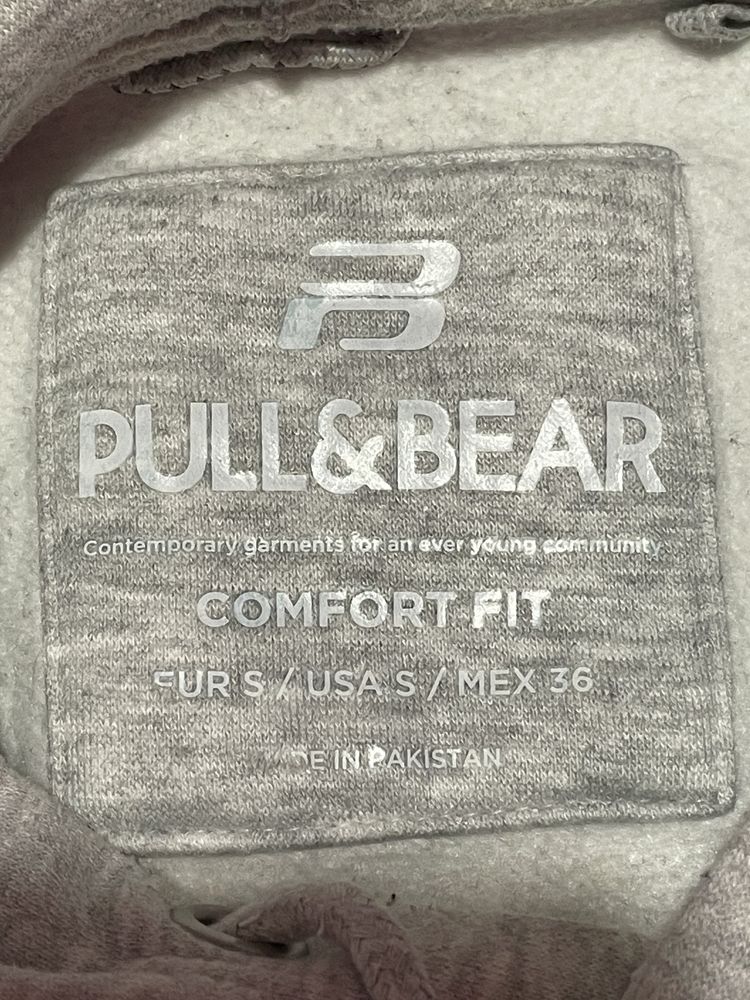 PULL&BEAR
Contemporary garments for an ever young community
COMFORT FIT
EUR S / USA S / MEX 36
MADE IN PAKISTAN